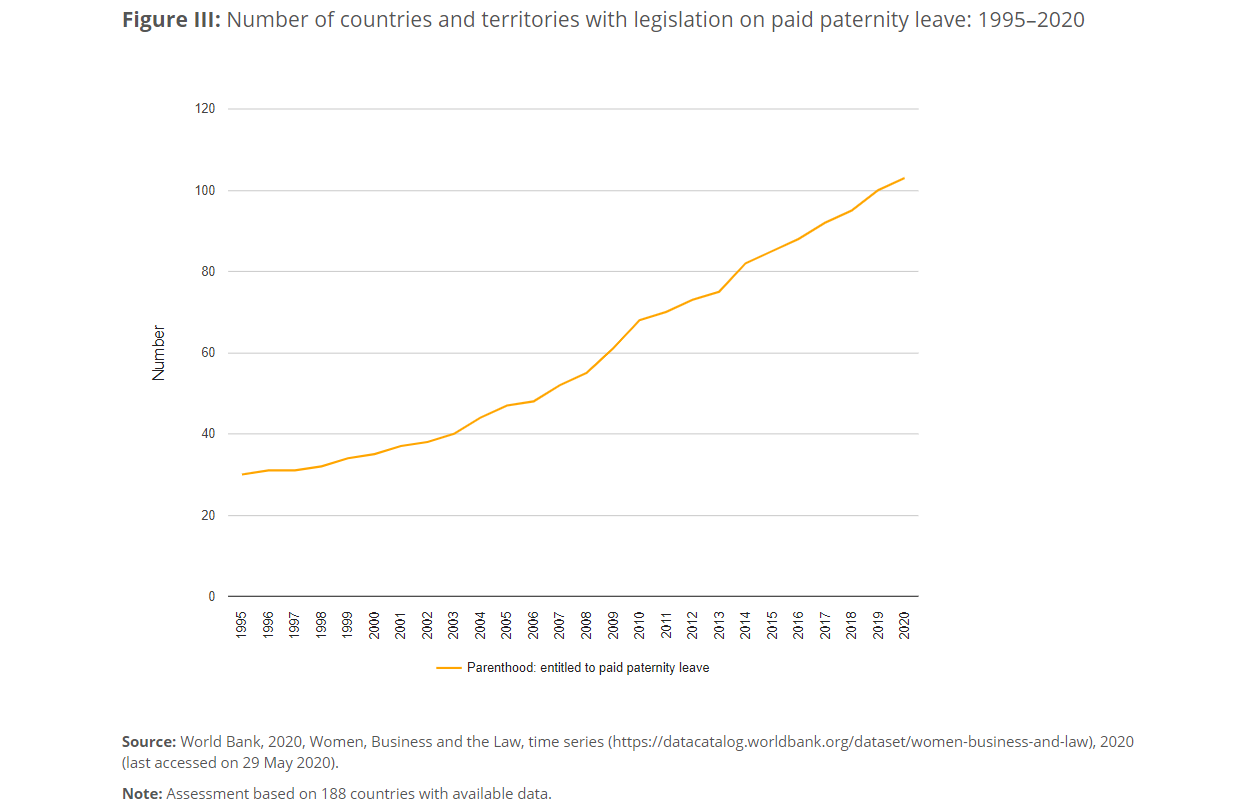 Figure III: Number of countries and territories with legislation on paid paternity leave: 1995–2020
120
100
80
60
40
20
0
Number
1995 1996 1997 1998 1999 2000 2001 2002 2003 2004 2005 2006 2007 2008 2009 2010 2011 2012 2013 2014 2015 2016 2017 2018 2019 2020
Parenthood: entitled to paid paternity leave
Source: World Bank, 2020, Women, Business and the Law, time series (https://datacatalog.worldbank.org/dataset/women-business-and-law), 2020
(last accessed on 29 May 2020).
Note: Assessment based on 188 countries with available data.